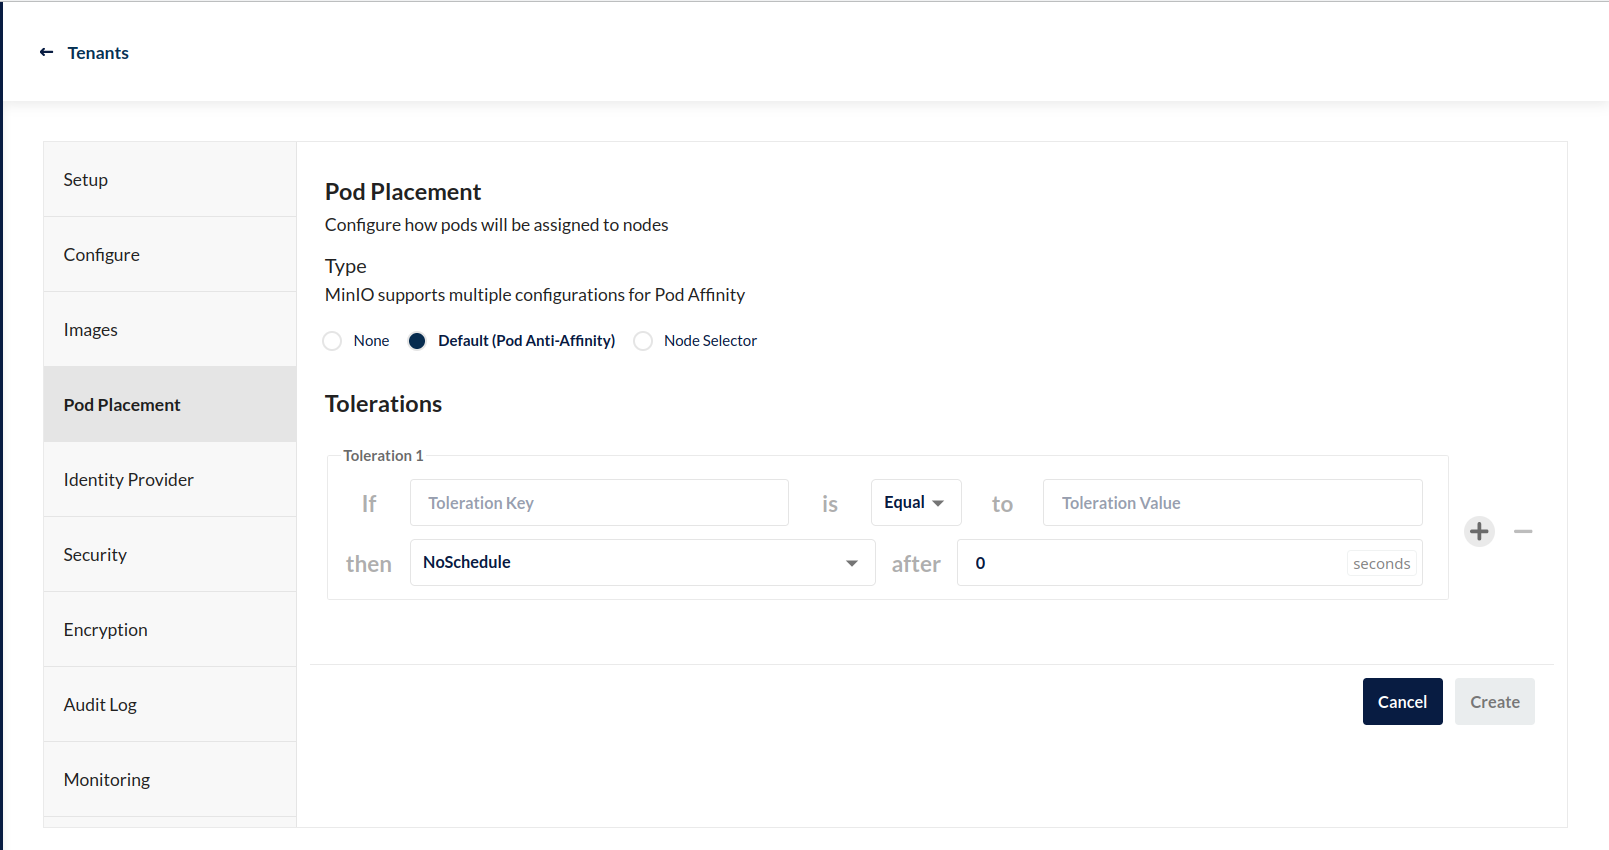 Tenants
Setup
Configure
Images
Pod Placement
Identity Provider
Security
Encryption
Audit Log
Monitoring
Pod Placement
Configure how pods will be assigned to nodes
Type
MinIO supports multiple configurations for Pod Affinity
None Default (Pod Anti-Affinity) Node Selector
Tolerations
Toleration 1
If Toleration Key is Equal to Toleration Value
then NoSchedule after 0 seconds
Cancel Create